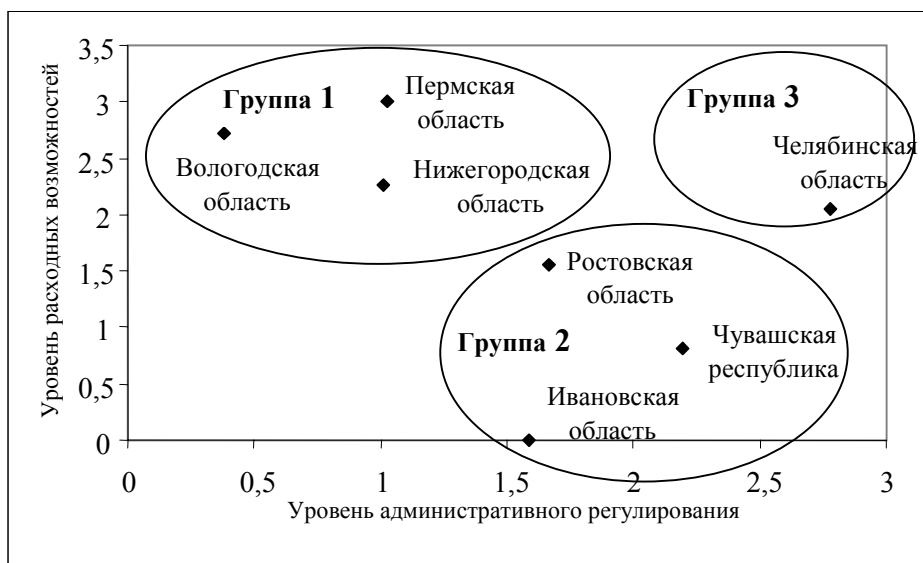 Уровень расходных возможностей
3,5
3
2,5
2
1,5
1
0,5
0
Группа 1
Пермская
область
Вологодская
область
Нижегородская
область
Группа 3
Челябинская
область
Ростовская
область
Группа 2
Чувашская
республика
Ивановская
область
0 0,5 1 1,5 2 2,5 3
Уровень административного регулирования